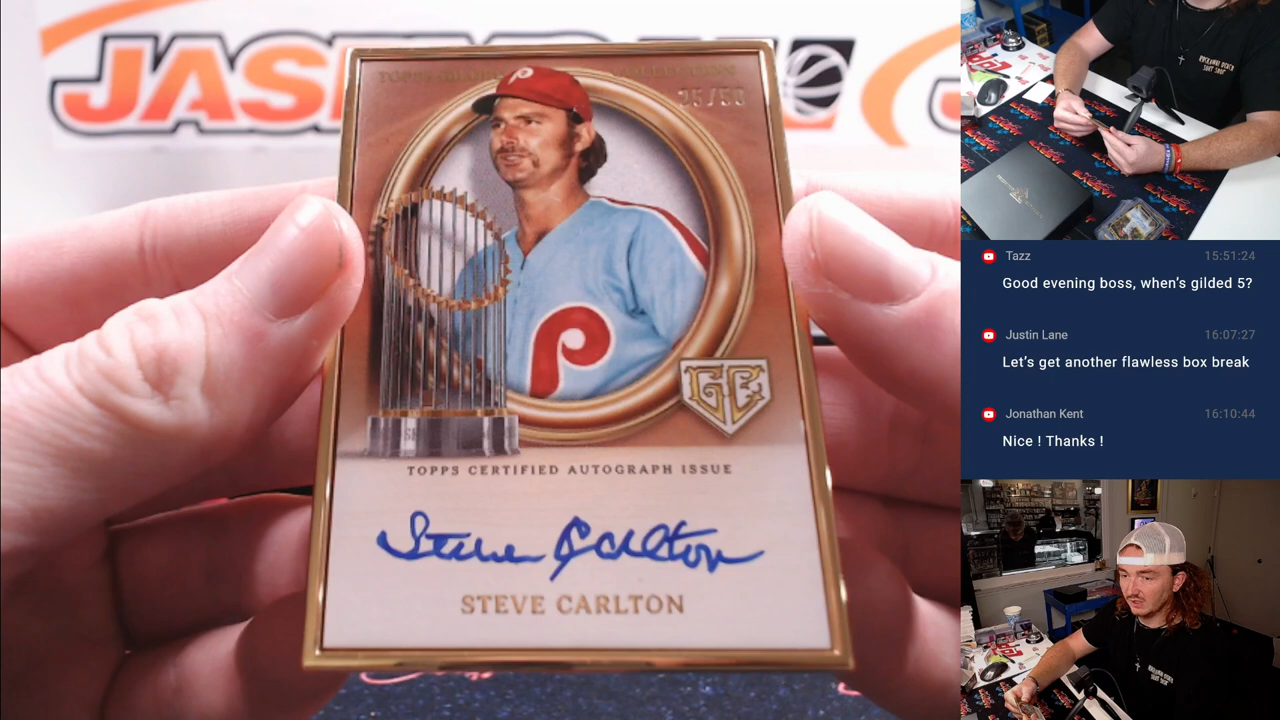 JAS
TOPPS
25/50
P
P
GC
TOPPS CERTIFIED AUTOGRAPH ISSUE
Steve Carlton
STEVE CARLTON
Tazz 15:51:24
Good evening boss, when's gilded 5?
Justin Lane 16:07:27
Let's get another flawless box break
Jonathan Kent 16:10:44
Nice ! Thanks !